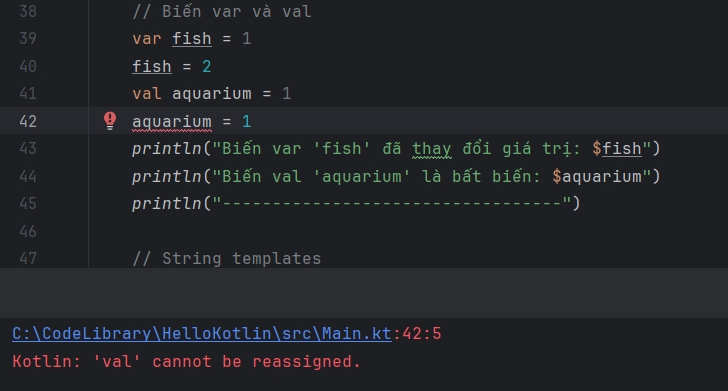 38 // Biến var và val
39 var fish = 1
40 fish = 2
41 val aquarium = 1
42 aquarium = 1
43 println("Biến var 'fish' đã thay đổi giá trị: $fish")
44 println("Biến val 'aquarium' là bất biến: $aquarium")
45 println("----------------------------------")
46
47 // String templates
C:\CodeLibrary\HelloKotlin\src\Main.kt:42:5
Kotlin: 'val' cannot be reassigned.